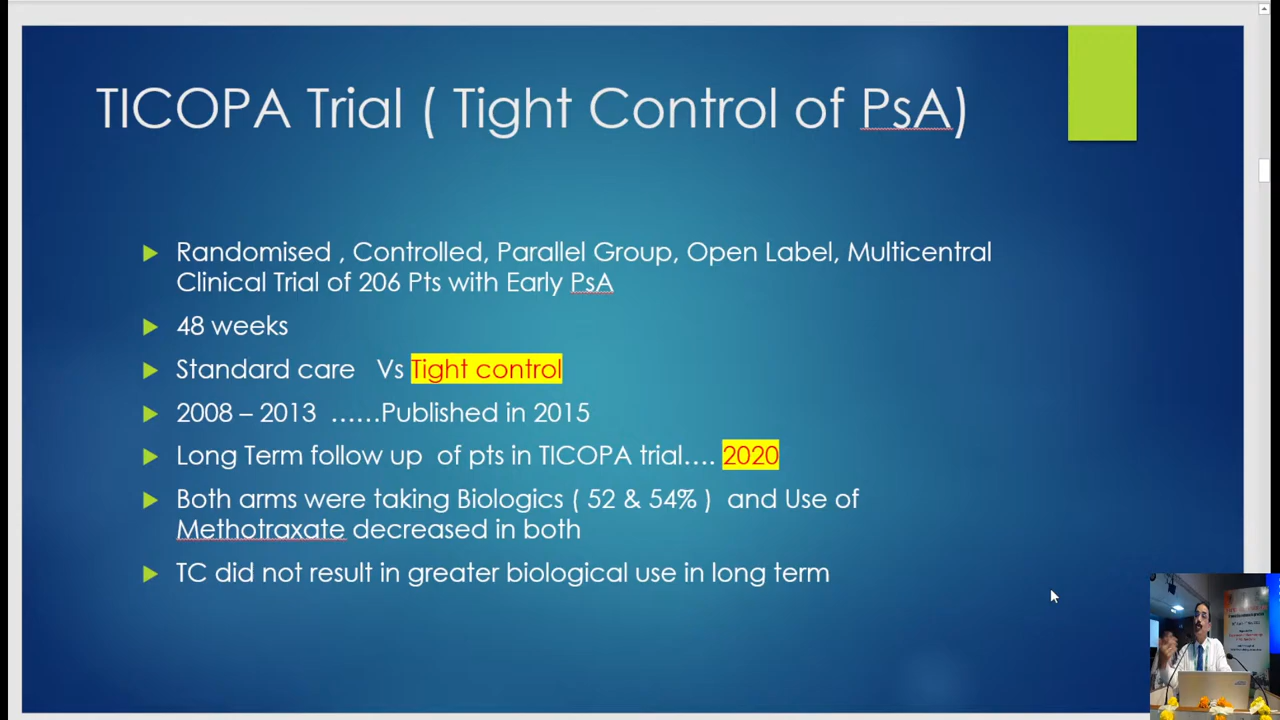 TICOPA Trial ( Tight Control of PsA)
Randomised , Controlled, Parallel Group, Open Label, Multicentral
Clinical Trial of 206 Pts with Early PsA
48 weeks
Standard care Vs Tight control
2008 – 2013 ......Published in 2015
Long Term follow up of pts in TICOPA trial.... 2020
Both arms were taking Biologics ( 52 & 54% ) and Use of
Methotraxate decreased in both
TC did not result in greater biological use in long term